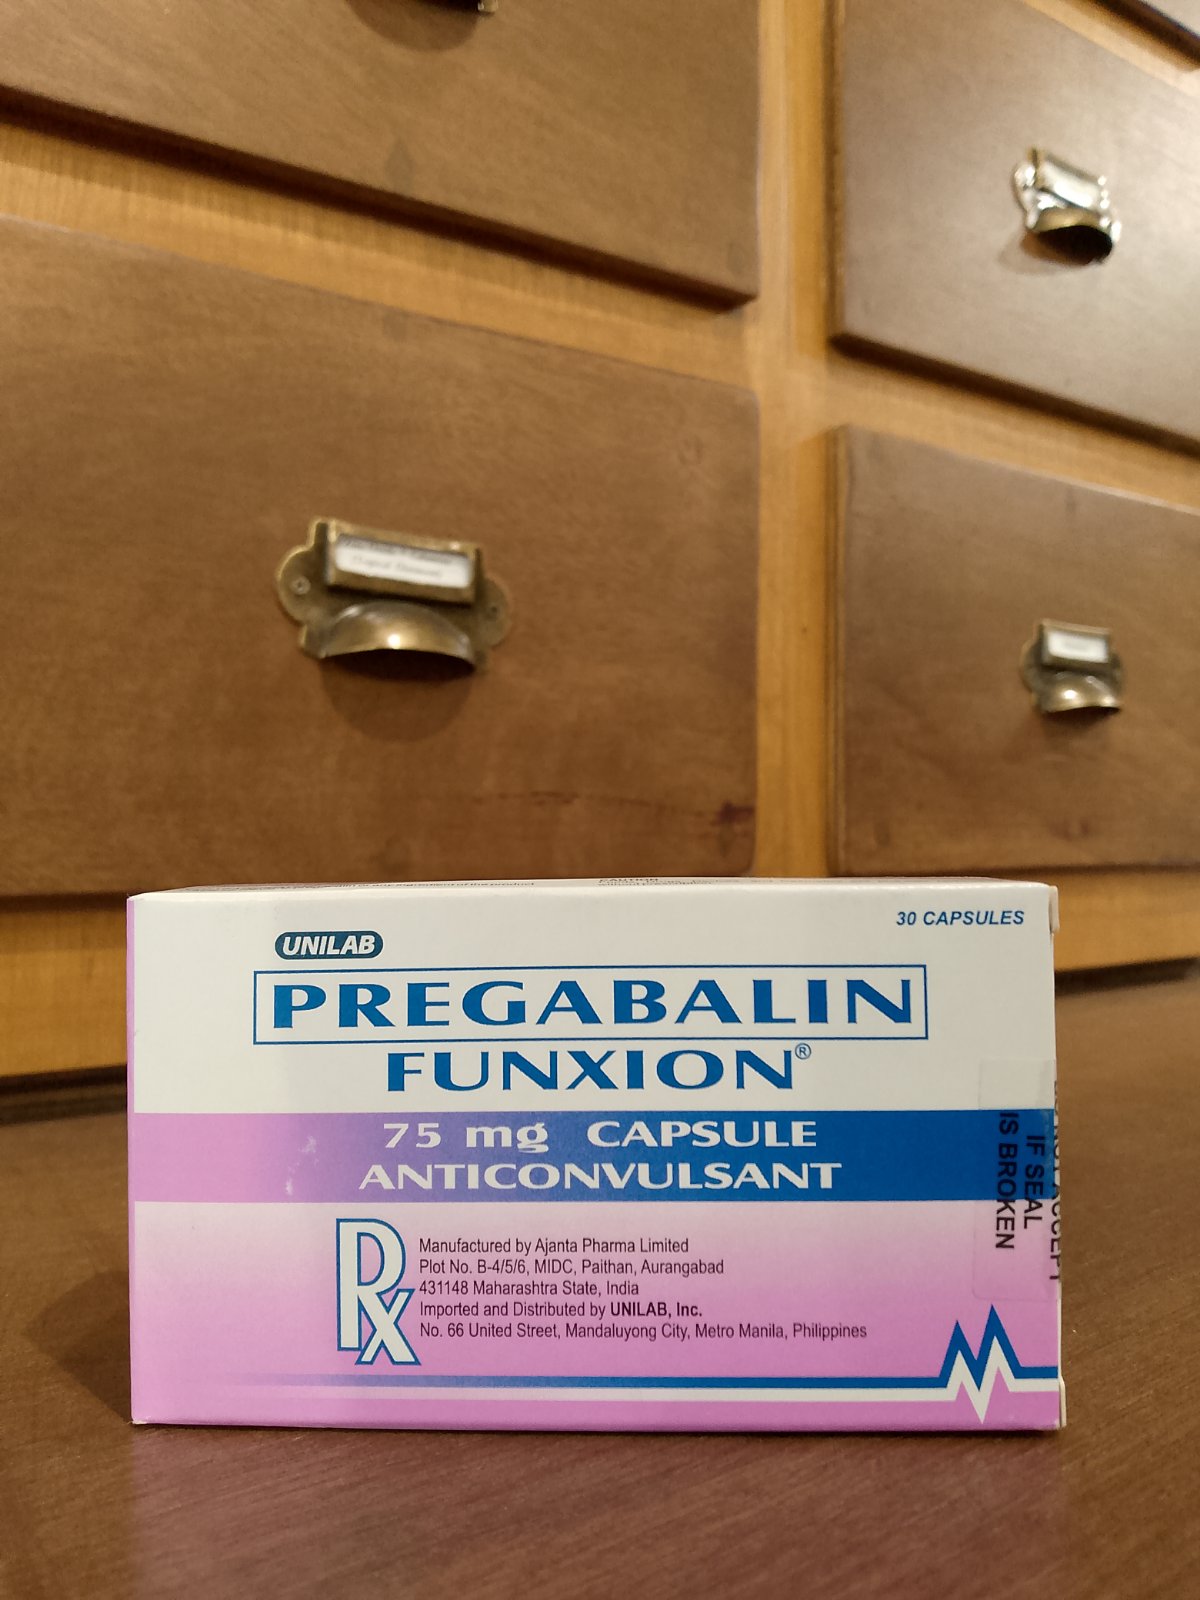 30 CAPSULES
UNILAB
PREGABALIN
FUNXION®
75 mg CAPSULE
ANTICONVULSANT
IF SEAL
IS BROKEN
Rx
Manufactured by Ajanta Pharma Limited
Plot No. B-4/5/6, MIDC, Paithan, Aurangabad
431148 Maharashtra State, India
Imported and Distributed by UNILAB, Inc.
No. 66 United Street, Mandaluyong City, Metro Manila, Philippines